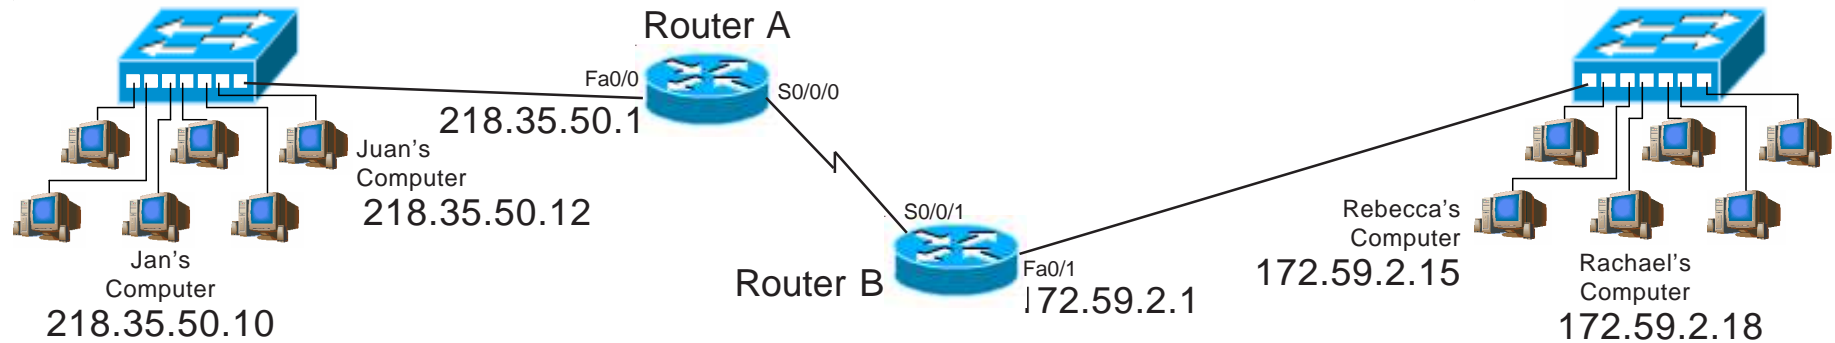 Router A
Fa0/0
S0/0/0
218.35.50.1
Juan's
Computer
218.35.50.12
Jan's
Computer
218.35.50.10
S0/0/1
Router B
Fa0/1
172.59.2.1
Rebecca's
Computer
172.59.2.15
Rachael's
Computer
172.59.2.18